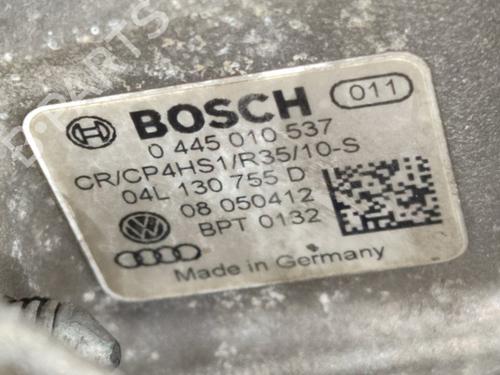 B-PARTS
BOSCH 011
0 445 010 537
CR/CP4HS1/R35/10-S
04L 130 755 D
08 050412
BPT 0132
Made in Germany